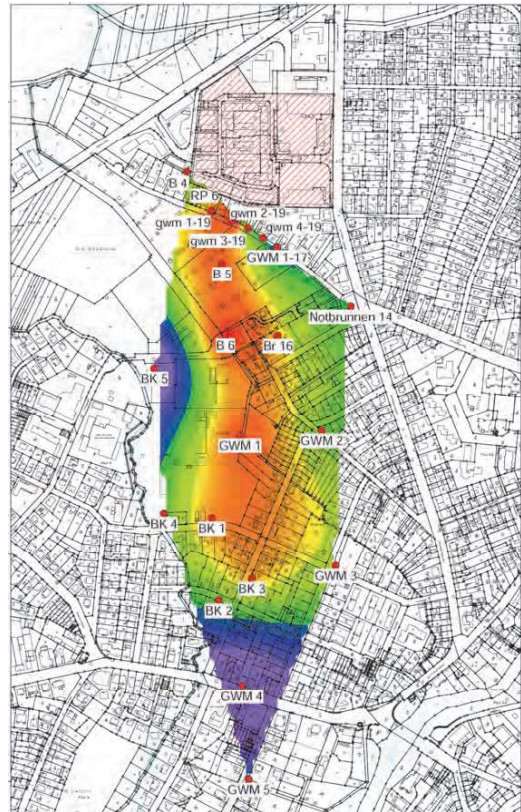 B 4
RP 6
gwm 1-19
gwm 2-19
gwm 3-19
gwm 4-19
GWM 1-17
B 5
Notbrunnen 14
B 6
Br 16
BK 5
GWM 1
GWM 2
BK 4
BK 1
GWM 3
BK 3
BK 2
GWM 4
GWM 5